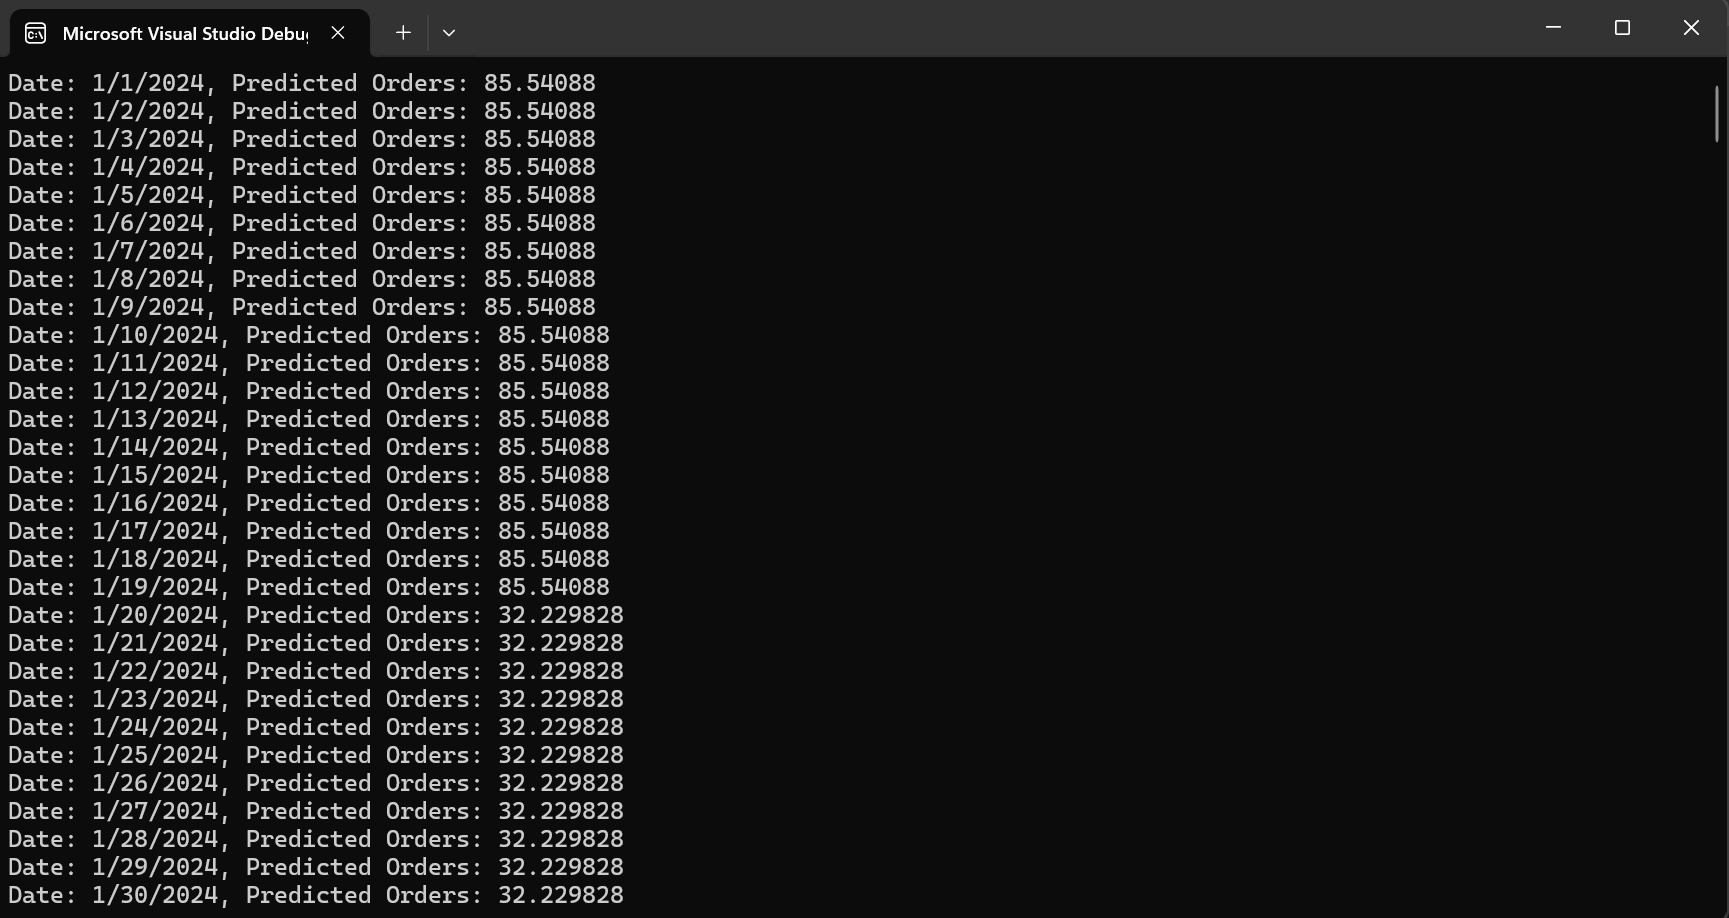 Microsoft Visual Studio Debu
Date: 1/1/2024, Predicted Orders: 85.54088
Date: 1/2/2024, Predicted Orders: 85.54088
Date: 1/3/2024, Predicted Orders: 85.54088
Date: 1/4/2024, Predicted Orders: 85.54088
Date: 1/5/2024, Predicted Orders: 85.54088
Date: 1/6/2024, Predicted Orders: 85.54088
Date: 1/7/2024, Predicted Orders: 85.54088
Date: 1/8/2024, Predicted Orders: 85.54088
Date: 1/9/2024, Predicted Orders: 85.54088
Date: 1/10/2024, Predicted Orders: 85.54088
Date: 1/11/2024, Predicted Orders: 85.54088
Date: 1/12/2024, Predicted Orders: 85.54088
Date: 1/13/2024, Predicted Orders: 85.54088
Date: 1/14/2024, Predicted Orders: 85.54088
Date: 1/15/2024, Predicted Orders: 85.54088
Date: 1/16/2024, Predicted Orders: 85.54088
Date: 1/17/2024, Predicted Orders: 85.54088
Date: 1/18/2024, Predicted Orders: 85.54088
Date: 1/19/2024, Predicted Orders: 85.54088
Date: 1/20/2024, Predicted Orders: 32.229828
Date: 1/21/2024, Predicted Orders: 32.229828
Date: 1/22/2024, Predicted Orders: 32.229828
Date: 1/23/2024, Predicted Orders: 32.229828
Date: 1/24/2024, Predicted Orders: 32.229828
Date: 1/25/2024, Predicted Orders: 32.229828
Date: 1/26/2024, Predicted Orders: 32.229828
Date: 1/27/2024, Predicted Orders: 32.229828
Date: 1/28/2024, Predicted Orders: 32.229828
Date: 1/29/2024, Predicted Orders: 32.229828
Date: 1/30/2024, Predicted Orders: 32.229828